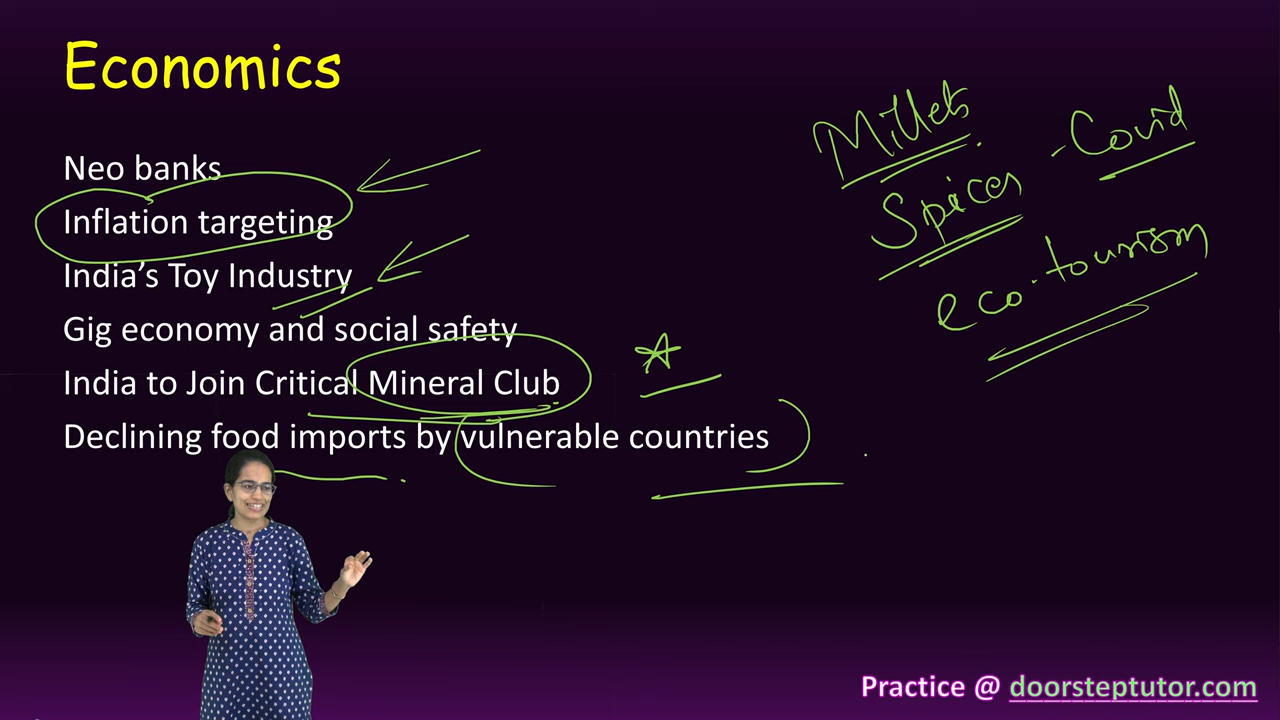 Economics
Neo banks
Inflation targeting
India's Toy Industry
Gig economy and social safety
India to Join Critical Mineral Club
Declining food imports by vulnerable countries
Millets
Spices
- Covid
eco-tourism
Practice @ doorsteptutor.com